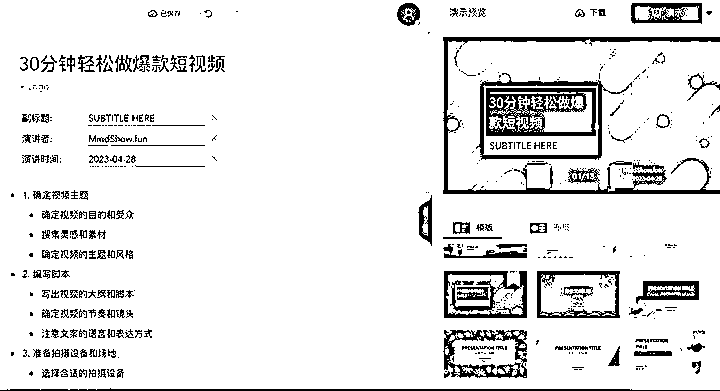 已保存
30分钟轻松做爆款短视频
副标题: SUBTITLE HERE
演讲者: MindShow.fun
演讲时间: 2023-04-28
1. 确定视频主题
确定视频的目的和受众
搜集灵感和素材
确定视频的主题和风格
2. 编写脚本
写出视频的大纲和脚本
确定视频的节奏和镜头
注意文案的语言和表达方式
3. 准备拍摄设备和场地
选择合适的拍摄设备
演示预览
下载
30分钟轻松做爆
款短视频
SUBTITLE HERE
模版
PRESENTATION TITLE
PRESENTATION TITLE
PRESENTATION
TITLE